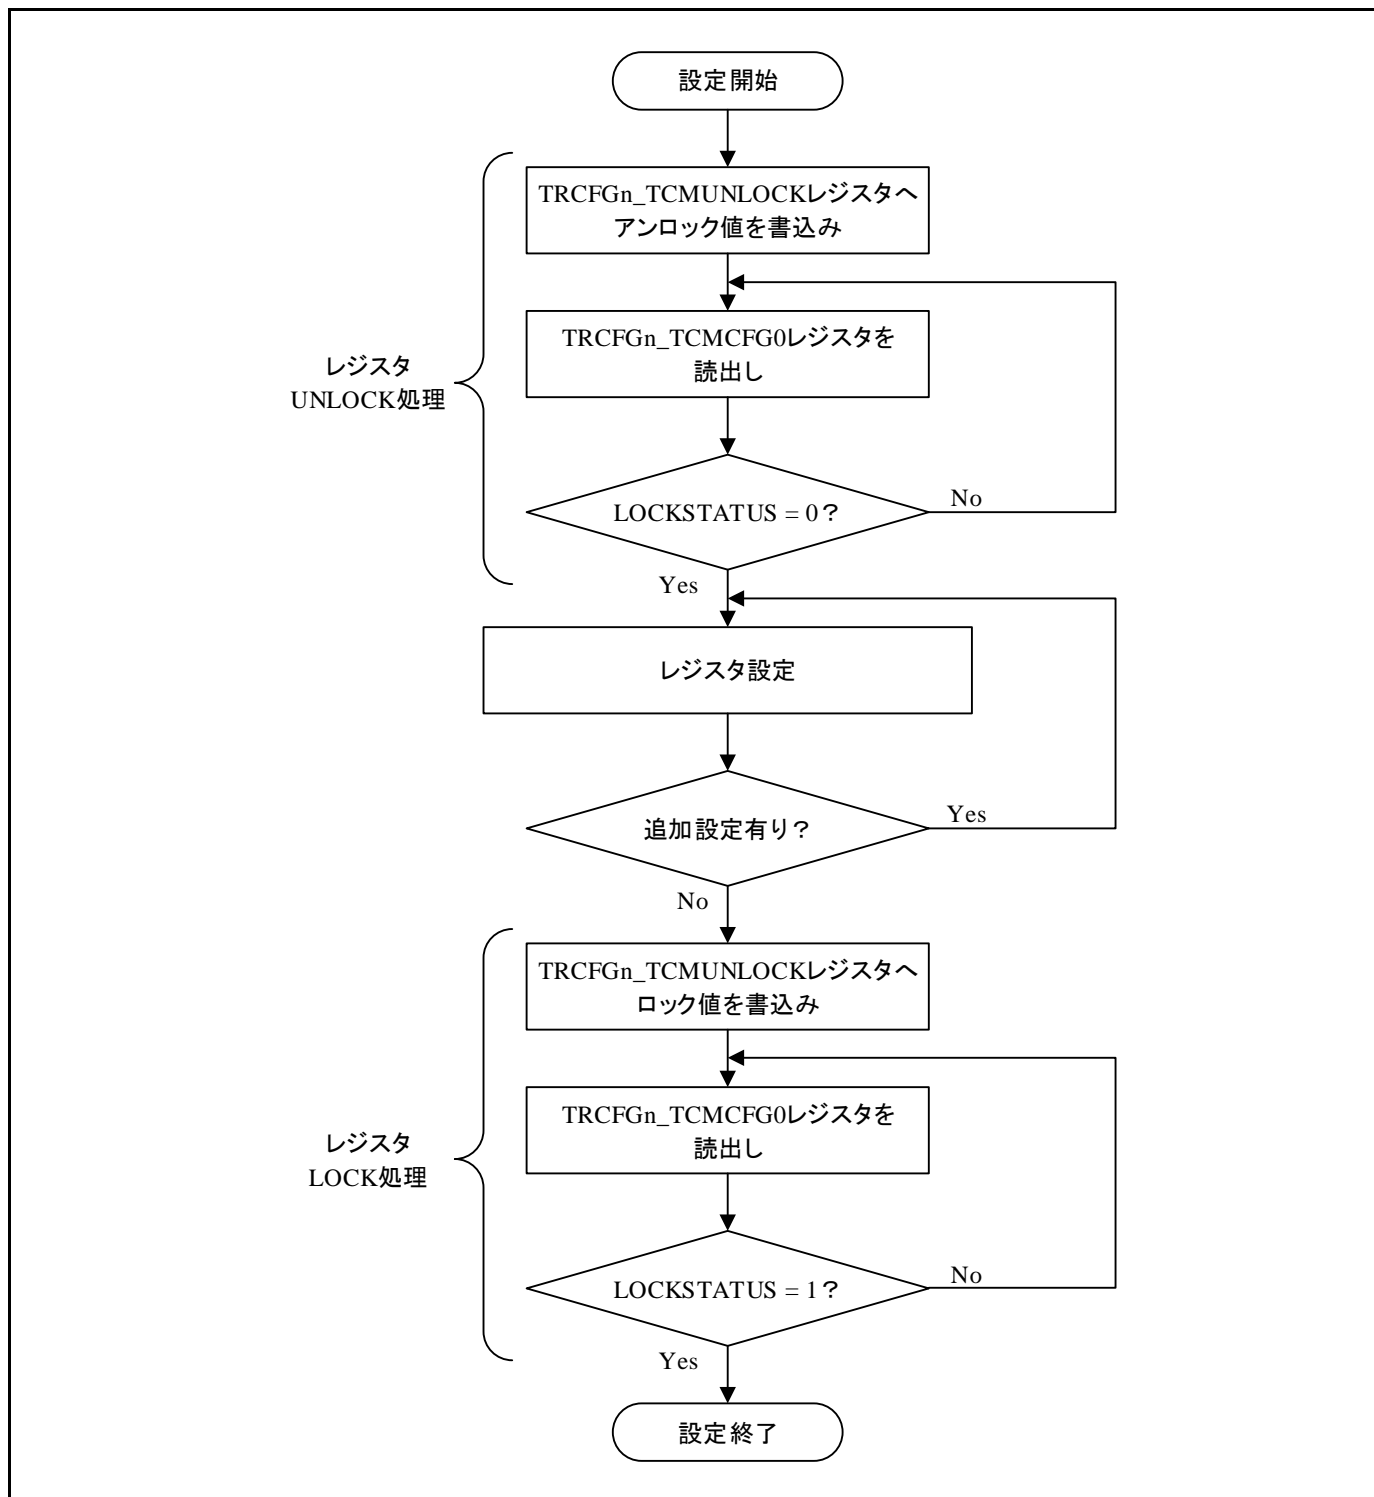 設定開始
TRCFGn_TCMUNLOCKレジスタへ
アンロック値を書込み
TRCFGn_TCMCFG0レジスタを
読出し
レジスタ
UNLOCK処理
LOCKSTATUS = 0？
No
Yes
レジスタ設定
追加設定有り？
Yes
No
TRCFGn_TCMUNLOCKレジスタへ
ロック値を書込み
TRCFGn_TCMCFG0レジスタを
読出し
レジスタ
LOCK処理
LOCKSTATUS = 1？
No
Yes
設定終了